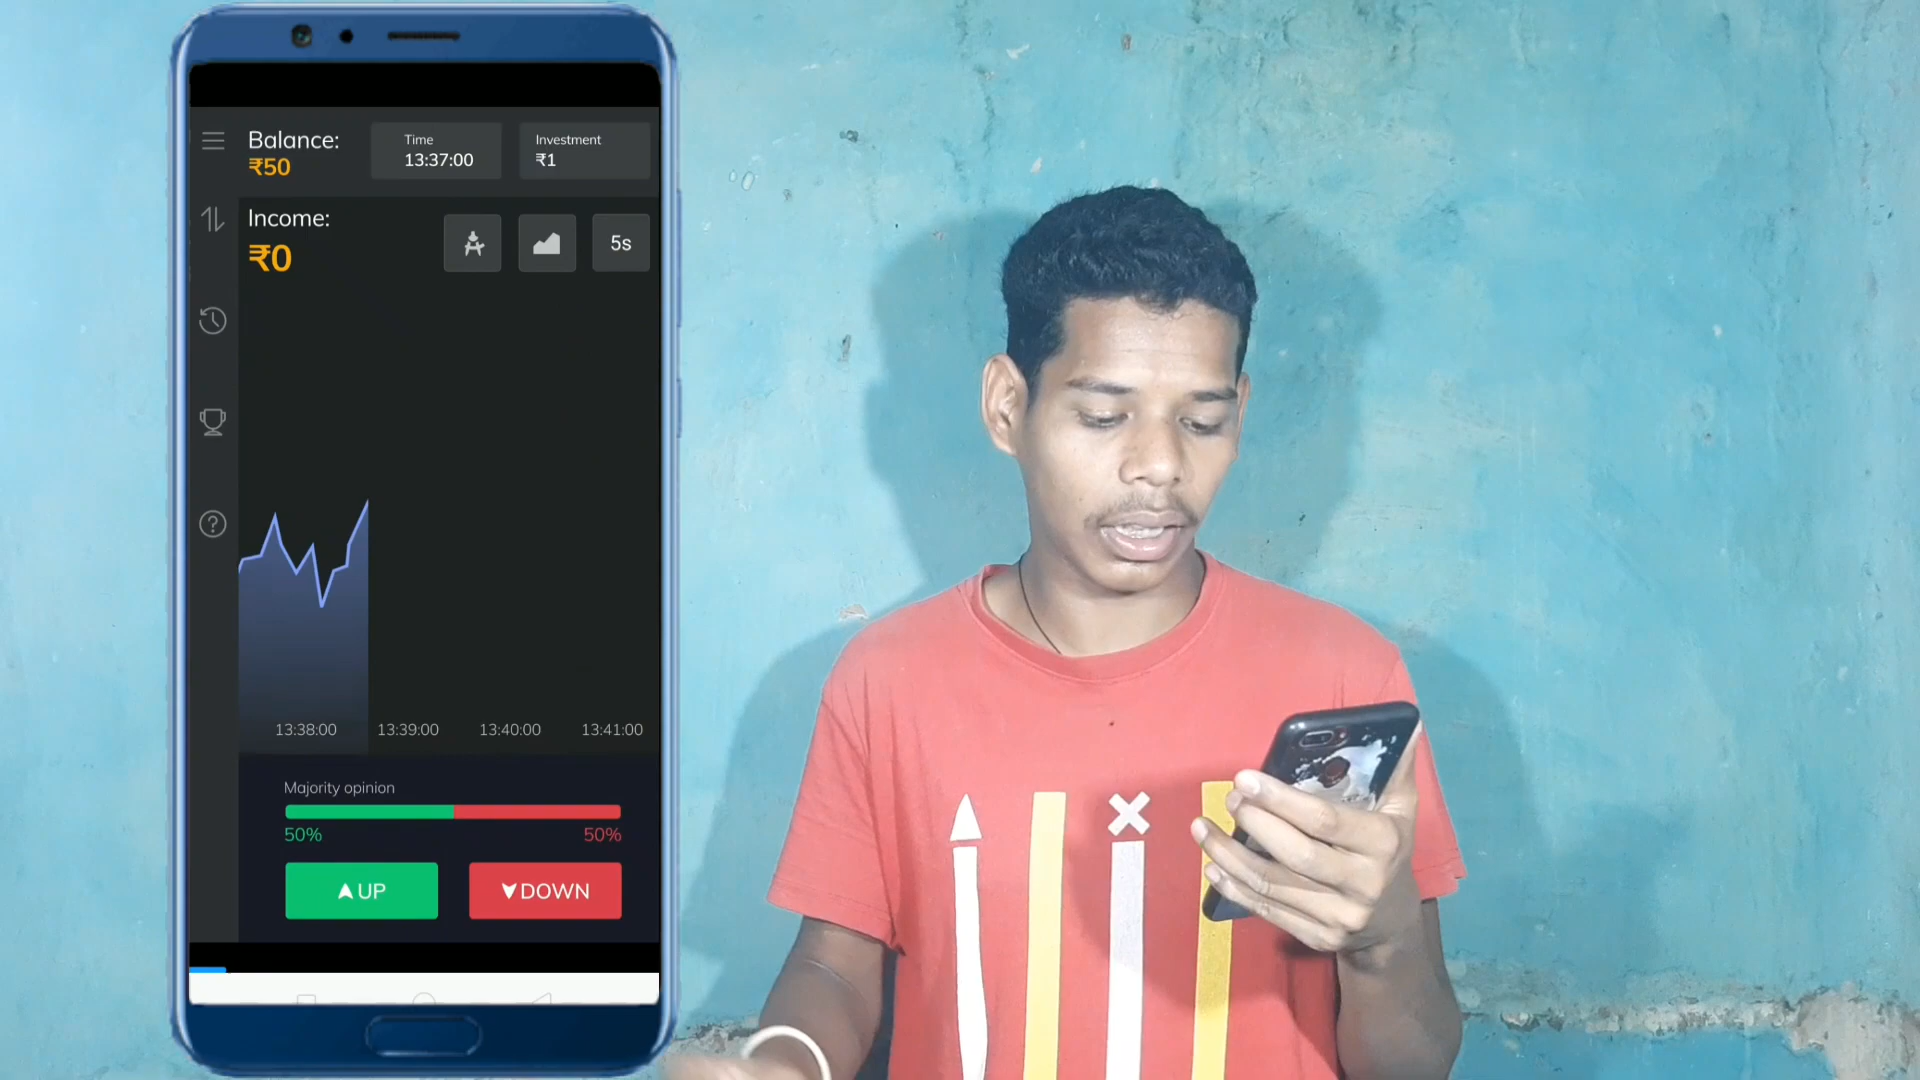 Balance:
₹50
Time
13:37:00
Investment
₹1
Income:
₹0
5s
13:38:00 13:39:00 13:40:00 13:41:00
Majority opinion
50% 50%
UP DOWN